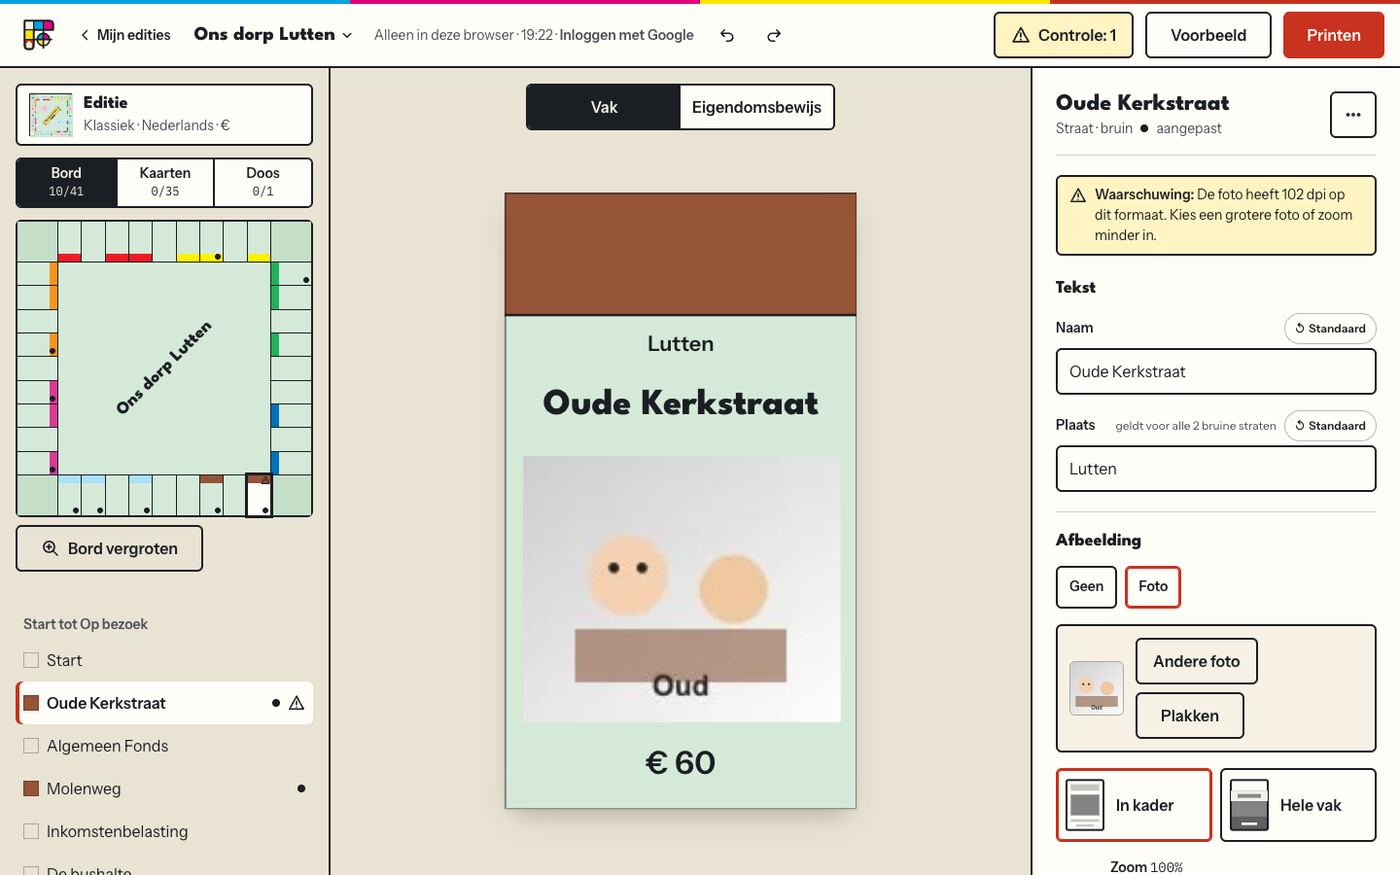 Mijn edities
Ons dorp Lutten
Alleen in deze browser · 19:22 · Inloggen met Google
Controle: 1
Voorbeeld
Printen
Editie
Klassiek · Nederlands · €
Bord
10/41
Kaarten
0/35
Doos
0/1
Ons dorp Lutten
Bord vergroten
Start tot Op bezoek
Start
Oude Kerkstraat
Algemeen Fonds
Molenweg
Inkomstenbelasting
De bushalte
Vak
Eigendomsbewijs
Lutten
Oude Kerkstraat
Oud
€ 60
Oude Kerkstraat
Straat · bruin ● aangepast
Waarschuwing: De foto heeft 102 dpi op
dit formaat. Kies een grotere foto of zoom
minder in.
Tekst
Naam
Standaard
Oude Kerkstraat
Plaats
geldt voor alle 2 bruine straten
Standaard
Lutten
Afbeelding
Geen
Foto
Oud
Andere foto
Plakken
In kader
Hele vak
Zoom 100%